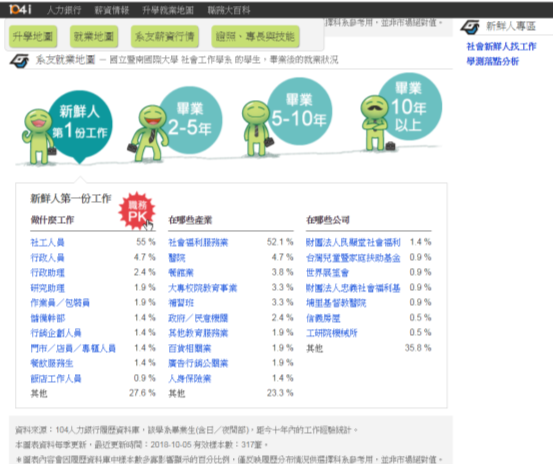 104i 人力銀行 薪資情報 升學就業地圖 職務大百科
升學地圖 就業地圖 系友薪資行情 證照、專長與技能
擇科系參考用，並非市場絕對值。
新鮮人專區
社會新鮮人找工作
學測落點分析
系友就業地圖 － 國立暨南國際大學 社會工作學系 的學生，畢業後的就業狀況
新鮮人
第1份工作
畢業
2-5年
畢業
5-10年
畢業
10年
以上
新鮮人第一份工作
職務
PK
做什麼工作 在哪些產業 在哪些公司
社工人員 55 % 社會福利服務業 52.1 % 財團法人民顯堂社會福利 1.4 %
行政人員 4.7 % 醫院 4.7 % 台灣兒童暨家庭扶助基金 0.9 %
行政助理 2.4 % 餐館業 3.8 % 世界展望會 0.9 %
研究助理 1.9 % 大專校院教育事業 3.3 % 財團法人忠義社會福利基 0.9 %
作業員／包裝員 1.9 % 補習班 3.3 % 埔里基督教醫院 0.9 %
儲備幹部 1.4 % 政府／民意機關 2.4 % 信義房屋 0.5 %
行銷企劃人員 1.4 % 其他教育服務業 1.9 % 工研院機械所 0.5 %
門市／店員／專櫃人員 1.4 % 百貨相關業 1.9 % 其他 35.8 %
餐飲服務生 1.4 % 廣告行銷公關業 1.9 %
飯店工作人員 0.9 % 人身保險業 1.4 %
其他 27.6 % 其他 23.3 %
資料來源：104人力銀行履歷資料庫，該學系畢業生(含日／夜間部)，距今十年內的工作經驗統計。
本圖表資料每季更新，最近更新時間：2018-10-05 有效樣本數：317筆。
＊圖表內容會因履歷資料庫中樣本數多寡影響顯示的百分比例，僅反映履歷分布情況供選擇科系參考用，並非市場絕對值。